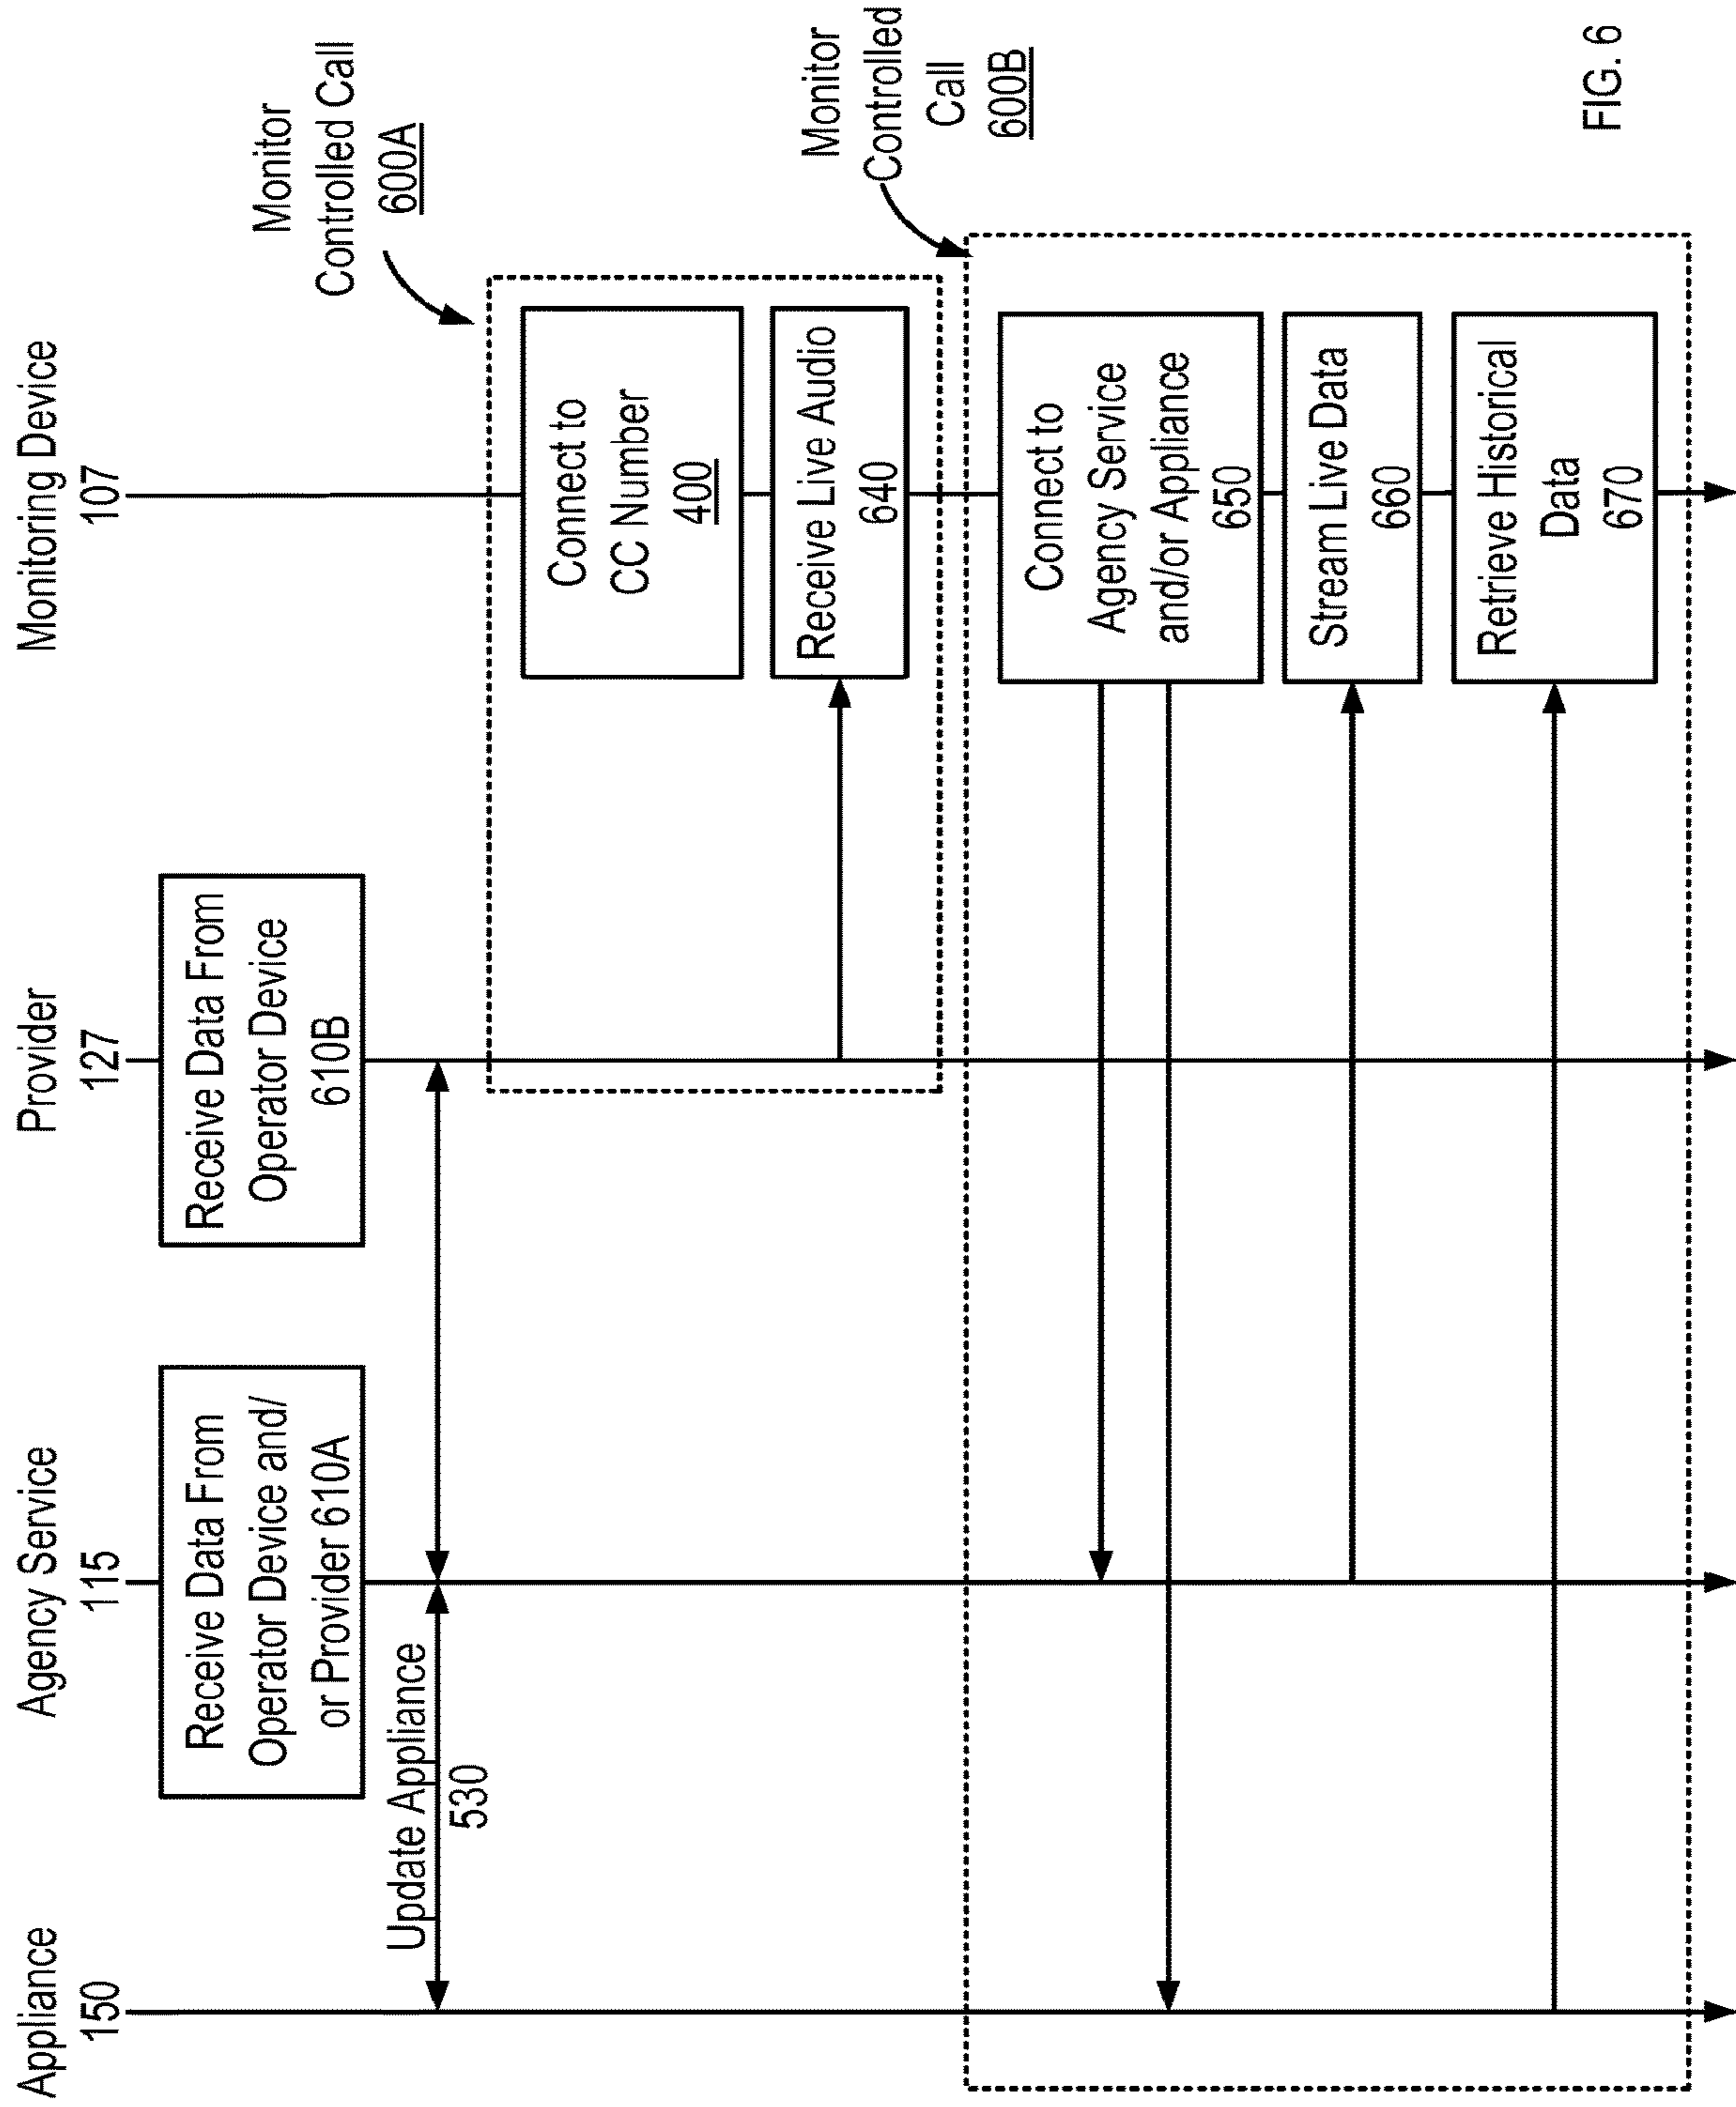 Appliance
150
Agency Service
115
Provider
127
Monitoring Device
107
Receive Data From
Operator Device and/
or Provider 610A
Receive Data From
Operator Device
610B
Update Appliance
530
Monitor
Controlled Call
600A
Connect to
CC Number
400
Receive Live Audio
640
Monitor
Controlled
Call
600B
Connect to
Agency Service
and/or Appliance
650
Stream Live Data
660
Retrieve Historical
Data
670
FIG. 6